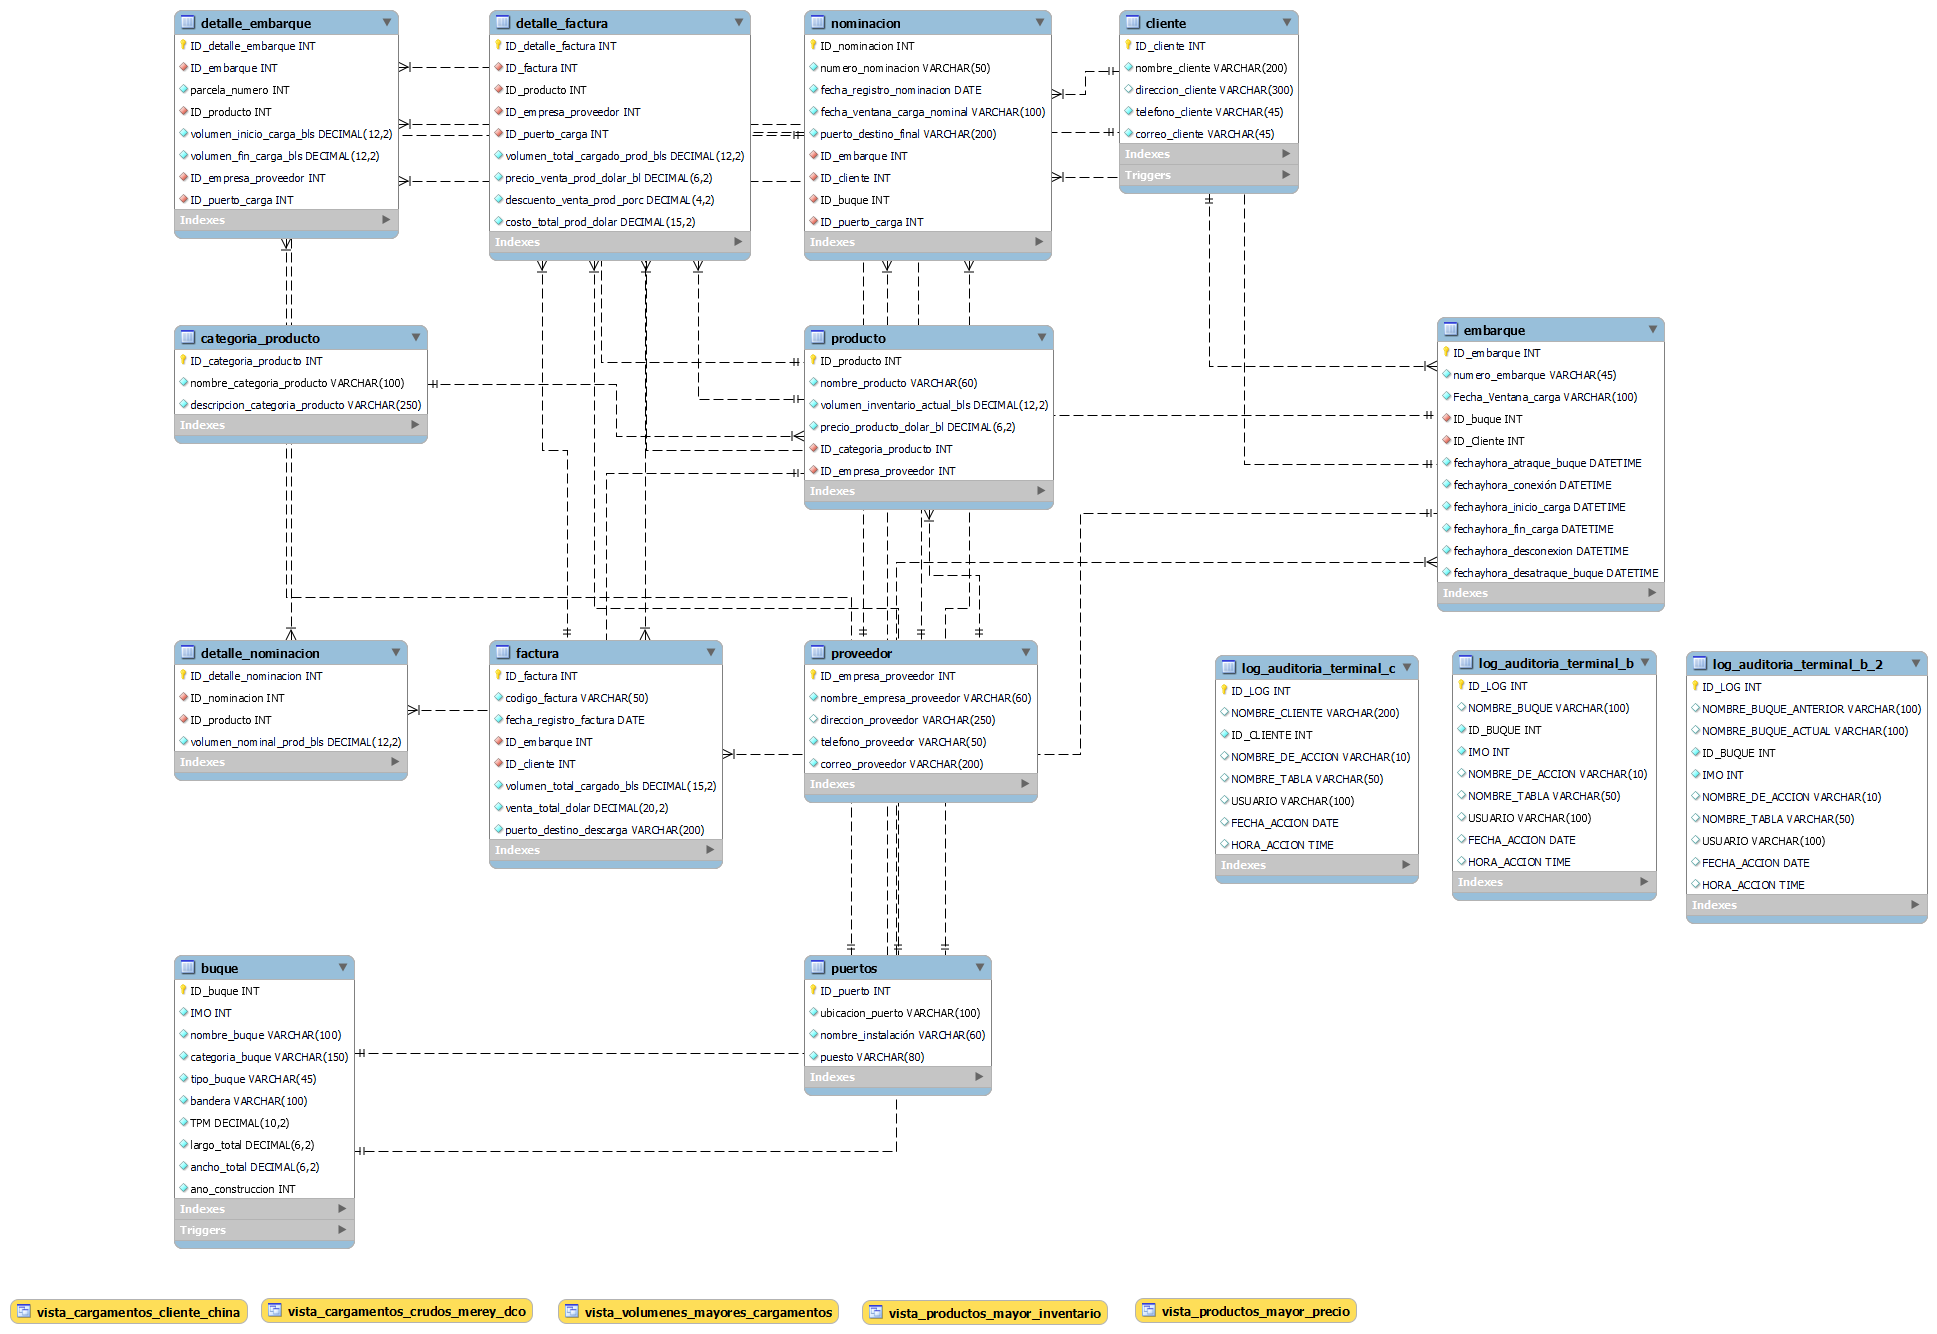 detalle_embarque
ID_detalle_embarque INT
ID_embarque INT
parcela_numero INT
ID_producto INT
volumen_inicio_carga_bls DECIMAL(12,2)
volumen_fin_carga_bls DECIMAL(12,2)
ID_empresa_proveedor INT
ID_puerto_carga INT
Indexes
detalle_factura
ID_detalle_factura INT
ID_factura INT
ID_producto INT
ID_empresa_proveedor INT
ID_puerto_carga INT
volumen_total_cargado_prod_bls DECIMAL(12,2)
precio_venta_prod_dolar_bl DECIMAL(6,2)
descuento_venta_prod_porc DECIMAL(4,2)
costo_total_prod_dolar DECIMAL(15,2)
Indexes
nominacion
ID_nominacion INT
numero_nominacion VARCHAR(50)
fecha_registro_nominacion DATE
fecha_ventana_carga_nominal VARCHAR(100)
puerto_destino_final VARCHAR(200)
ID_embarque INT
ID_cliente INT
ID_buque INT
ID_puerto_carga INT
Indexes
cliente
ID_cliente INT
nombre_cliente VARCHAR(200)
direccion_cliente VARCHAR(300)
telefono_cliente VARCHAR(45)
correo_cliente VARCHAR(45)
Indexes
Triggers
categoria_producto
ID_categoria_producto INT
nombre_categoria_producto VARCHAR(100)
descripcion_categoria_producto VARCHAR(250)
Indexes
producto
ID_producto INT
nombre_producto VARCHAR(60)
volumen_inventario_actual_bls DECIMAL(12,2)
precio_producto_dolar_bl DECIMAL(6,2)
ID_categoria_producto INT
ID_empresa_proveedor INT
Indexes
embarque
ID_embarque INT
numero_embarque VARCHAR(45)
Fecha_Ventana_carga VARCHAR(100)
ID_buque INT
ID_Cliente INT
fechayhora_atraque_buque DATETIME
fechayhora_conexión DATETIME
fechayhora_inicio_carga DATETIME
fechayhora_fin_carga DATETIME
fechayhora_desconexion DATETIME
fechayhora_desatraque_buque DATETIME
Indexes
detalle_nominacion
ID_detalle_nominacion INT
ID_nominacion INT
ID_producto INT
volumen_nominal_prod_bls DECIMAL(12,2)
Indexes
factura
ID_factura INT
codigo_factura VARCHAR(50)
fecha_registro_factura DATE
ID_embarque INT
ID_cliente INT
volumen_total_cargado_bls DECIMAL(15,2)
venta_total_dolar DECIMAL(20,2)
puerto_destino_descarga VARCHAR(200)
Indexes
proveedor
ID_empresa_proveedor INT
nombre_empresa_proveedor VARCHAR(60)
direccion_proveedor VARCHAR(250)
telefono_proveedor VARCHAR(50)
correo_proveedor VARCHAR(200)
Indexes
log_auditoria_terminal_c
ID_LOG INT
NOMBRE_CLIENTE VARCHAR(200)
ID_CLIENTE INT
NOMBRE_DE_ACCION VARCHAR(10)
NOMBRE_TABLA VARCHAR(50)
USUARIO VARCHAR(100)
FECHA_ACCION DATE
HORA_ACCION TIME
Indexes
log_auditoria_terminal_b
ID_LOG INT
NOMBRE_BUQUE VARCHAR(100)
ID_BUQUE INT
IMO INT
NOMBRE_DE_ACCION VARCHAR(10)
NOMBRE_TABLA VARCHAR(50)
USUARIO VARCHAR(100)
FECHA_ACCION DATE
HORA_ACCION TIME
Indexes
log_auditoria_terminal_b_2
ID_LOG INT
NOMBRE_BUQUE_ANTERIOR VARCHAR(100)
NOMBRE_BUQUE_ACTUAL VARCHAR(100)
ID_BUQUE INT
IMO INT
NOMBRE_DE_ACCION VARCHAR(10)
NOMBRE_TABLA VARCHAR(50)
USUARIO VARCHAR(100)
FECHA_ACCION DATE
HORA_ACCION TIME
Indexes
buque
ID_buque INT
IMO INT
nombre_buque VARCHAR(100)
categoria_buque VARCHAR(150)
tipo_buque VARCHAR(45)
bandera VARCHAR(100)
TPM DECIMAL(10,2)
largo_total DECIMAL(6,2)
ancho_total DECIMAL(6,2)
ano_construccion INT
Indexes
Triggers
puertos
ID_puerto INT
ubicacion_puerto VARCHAR(100)
nombre_instalación VARCHAR(60)
puesto VARCHAR(80)
Indexes
vista_cargamentos_cliente_china
vista_cargamentos_crudos_merey_dco
vista_volumenes_mayores_cargamentos
vista_productos_mayor_inventario
vista_productos_mayor_precio